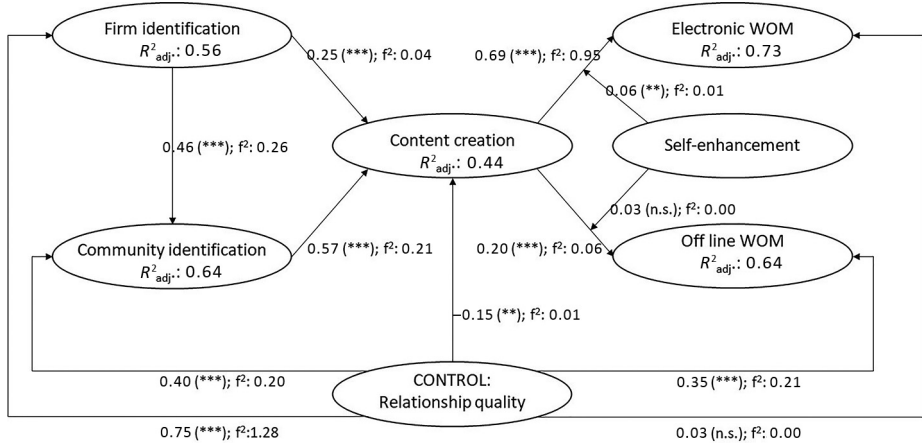 Firm identification
R²adj.: 0.56
Electronic WOM
R²adj.: 0.73
0.25 (***); f²: 0.04
0.69 (***); f²: 0.95
0.06 (**); f²: 0.01
0.46 (***); f²: 0.26
Content creation
R²adj.: 0.44
Self-enhancement
0.03 (n.s.); f²: 0.00
Community identification
R²adj.: 0.64
0.57 (***); f²: 0.21
0.20 (***); f²: 0.06
Off line WOM
R²adj.: 0.64
−0.15 (**); f²: 0.01
0.40 (***); f²: 0.20
CONTROL:
Relationship quality
0.35 (***); f²: 0.21
0.75 (***); f²:1.28
0.03 (n.s.); f²: 0.00